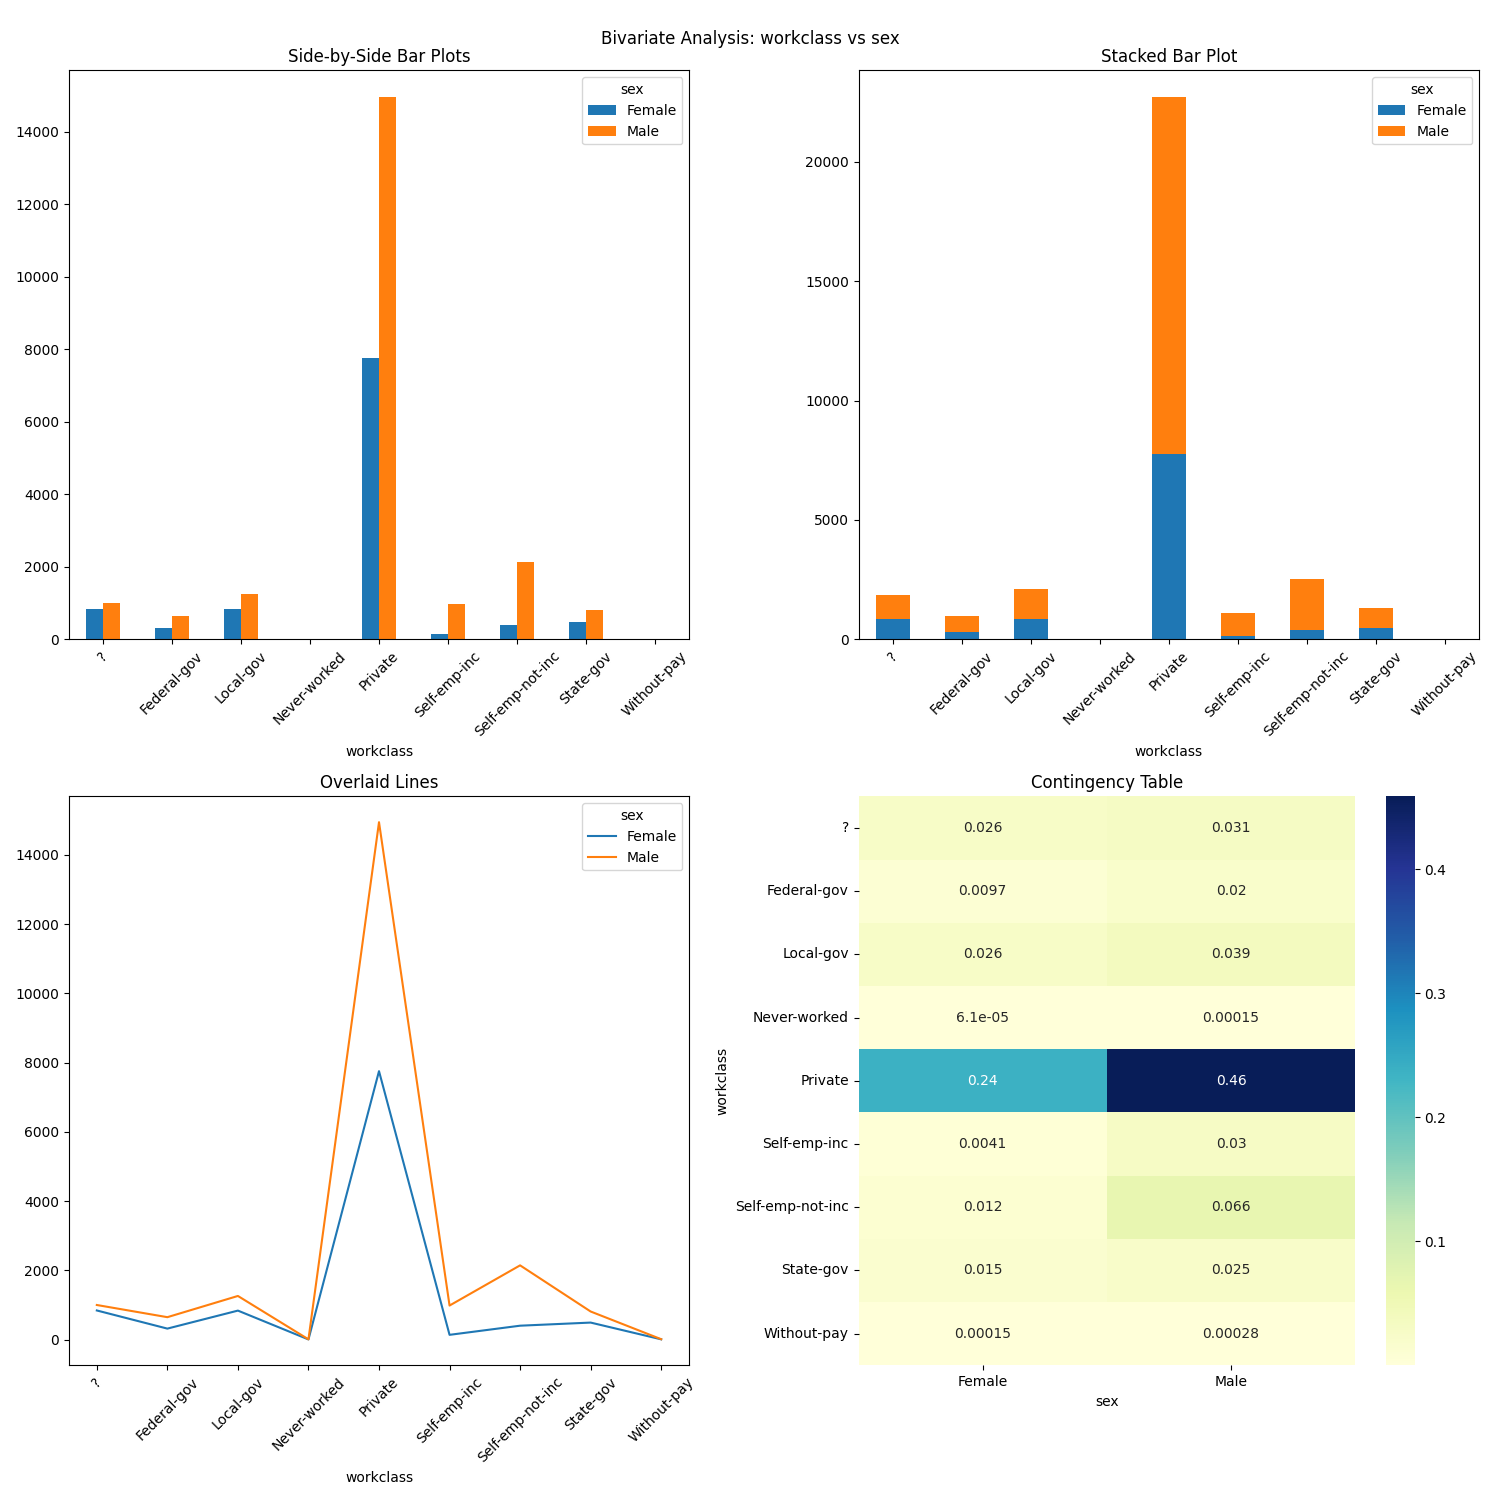 Bivariate Analysis: workclass vs sex
Side-by-Side Bar Plots
sex
Female
Male
14000
12000
10000
8000
6000
4000
2000
0
?
Federal-gov
Local-gov
Never-worked
Private
Self-emp-inc
Self-emp-not-inc
State-gov
Without-pay
workclass
Stacked Bar Plot
sex
Female
Male
20000
15000
10000
5000
0
?
Federal-gov
Local-gov
Never-worked
Private
Self-emp-inc
Self-emp-not-inc
State-gov
Without-pay
workclass
Overlaid Lines
sex
Female
Male
14000
12000
10000
8000
6000
4000
2000
0
?
Federal-gov
Local-gov
Never-worked
Private
Self-emp-inc
Self-emp-not-inc
State-gov
Without-pay
workclass
Contingency Table
workclass
? 0.026 0.031
Federal-gov 0.0097 0.02
Local-gov 0.026 0.039
Never-worked 6.1e-05 0.00015
Private 0.24 0.46
Self-emp-inc 0.0041 0.03
Self-emp-not-inc 0.012 0.066
State-gov 0.015 0.025
Without-pay 0.00015 0.00028
Female Male
sex
0.4
0.3
0.2
0.1